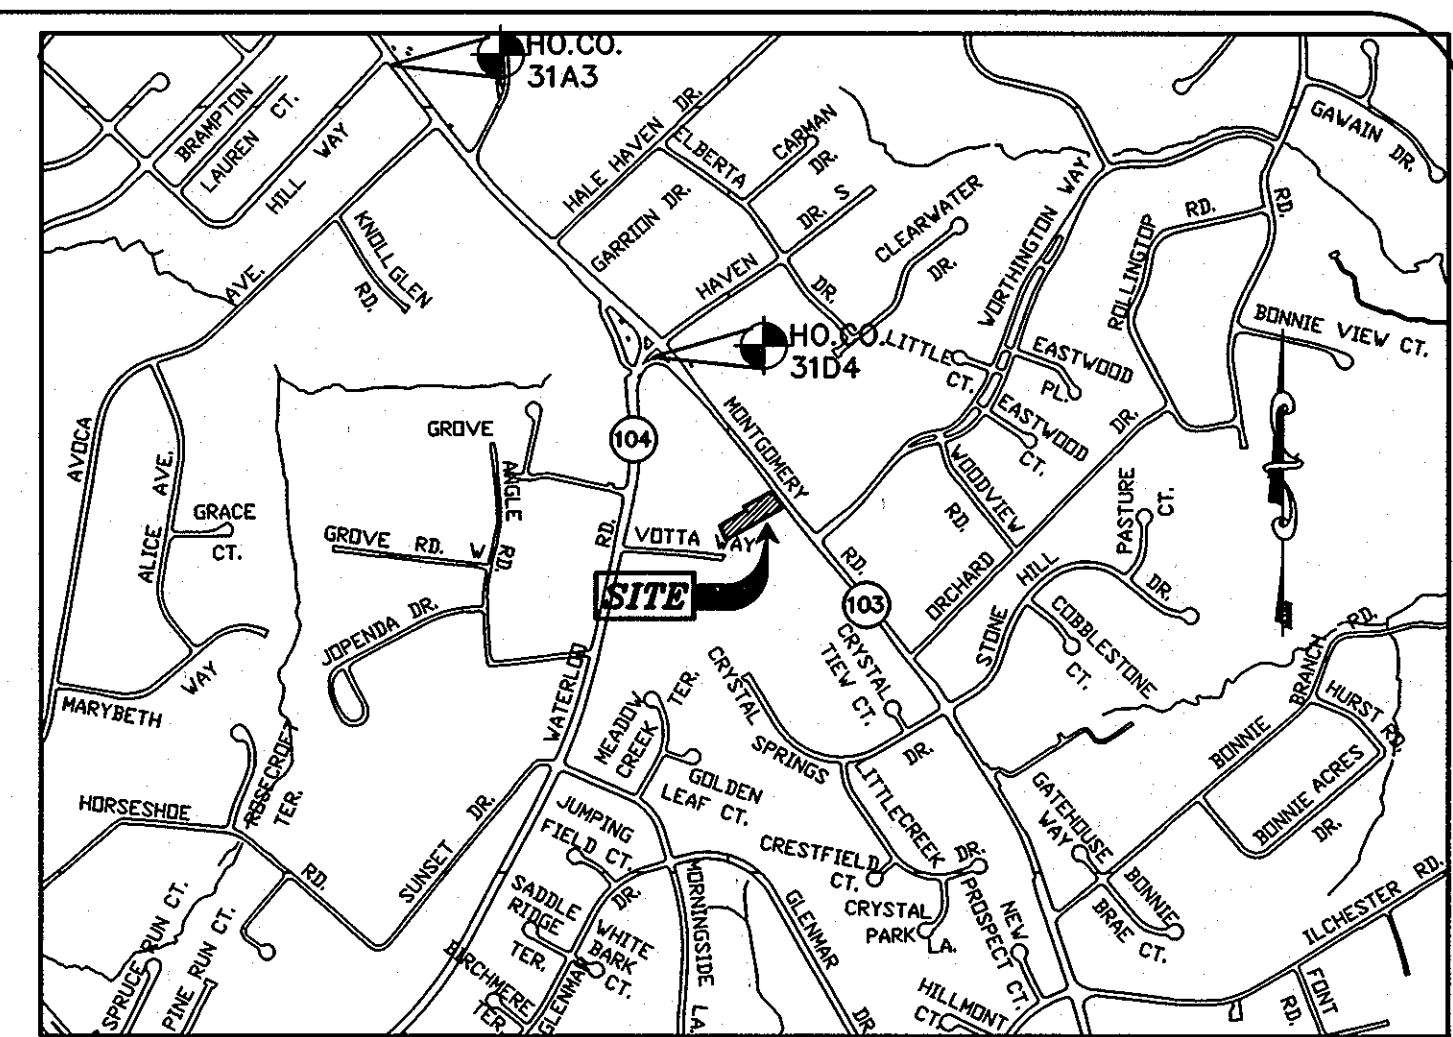 HO.CO.
31A3
BRAMPTON
LAUREN CT.
HILL WAY
HALE HAVEN DR.
ELBERTA
CARMAN
DR.
GARRION DR.
DR. S
HAVEN
DR.
CLEARWATER
DR.
WORTHINGTON WAY
GAWAIN DR.
RD.
ROLLINGTOP
RD.
BONNIE VIEW CT.
KNOLL GLEN
RD.
AVE.
HO.CO.
31D4
LITTLE
CT.
EASTWOOD
PL.
EASTWOOD
CT.
DR.
AVOCA
ALICE AVE.
GRACE
CT.
GROVE
ANGLE
RD.
GROVE RD. W
104
RD.
MONTGOMERY
VOTTA WAY
SITE
RD.
103
WOODVIEW
RD.
ORCHARD
PASTURE
CT.
STONE HILL
DR.
COBBLESTONE
CT.
JOPENDA DR.
WATERLOO
MARYBETH
WAY
CRYSTAL
TIEW CT.
CRYSTAL
SPRINGS
DR.
MEADOW
CREEK
TER.
GOLDEN
LEAF CT.
BONNIE
BRANCH
RD.
HURST RD.
BONNIE ACRES
DR.
ROSECROFT
TER.
HORSESHOE
RD.
SUNSET DR.
JUMPING
FIELD CT.
DR.
LITTLECREEK
DR.
CRESTFIELD
CT.
CRYSTAL
PARK
LA.
GATEHOUSE
WAY
BONNIE
BRAE CT.
ILCHESTER RD.
SADDLE
RIDGE
TER.
WHITE
BARK
CT.
MORNINGSIDE LA.
GLENMAR
DR.
NEW
PROSPECT CT.
SPRUCE RUN CT.
PINE RUN CT.
BIRCHMERE
TER.
GLENMAR
HILLMONT
CT.
FONT
RD.